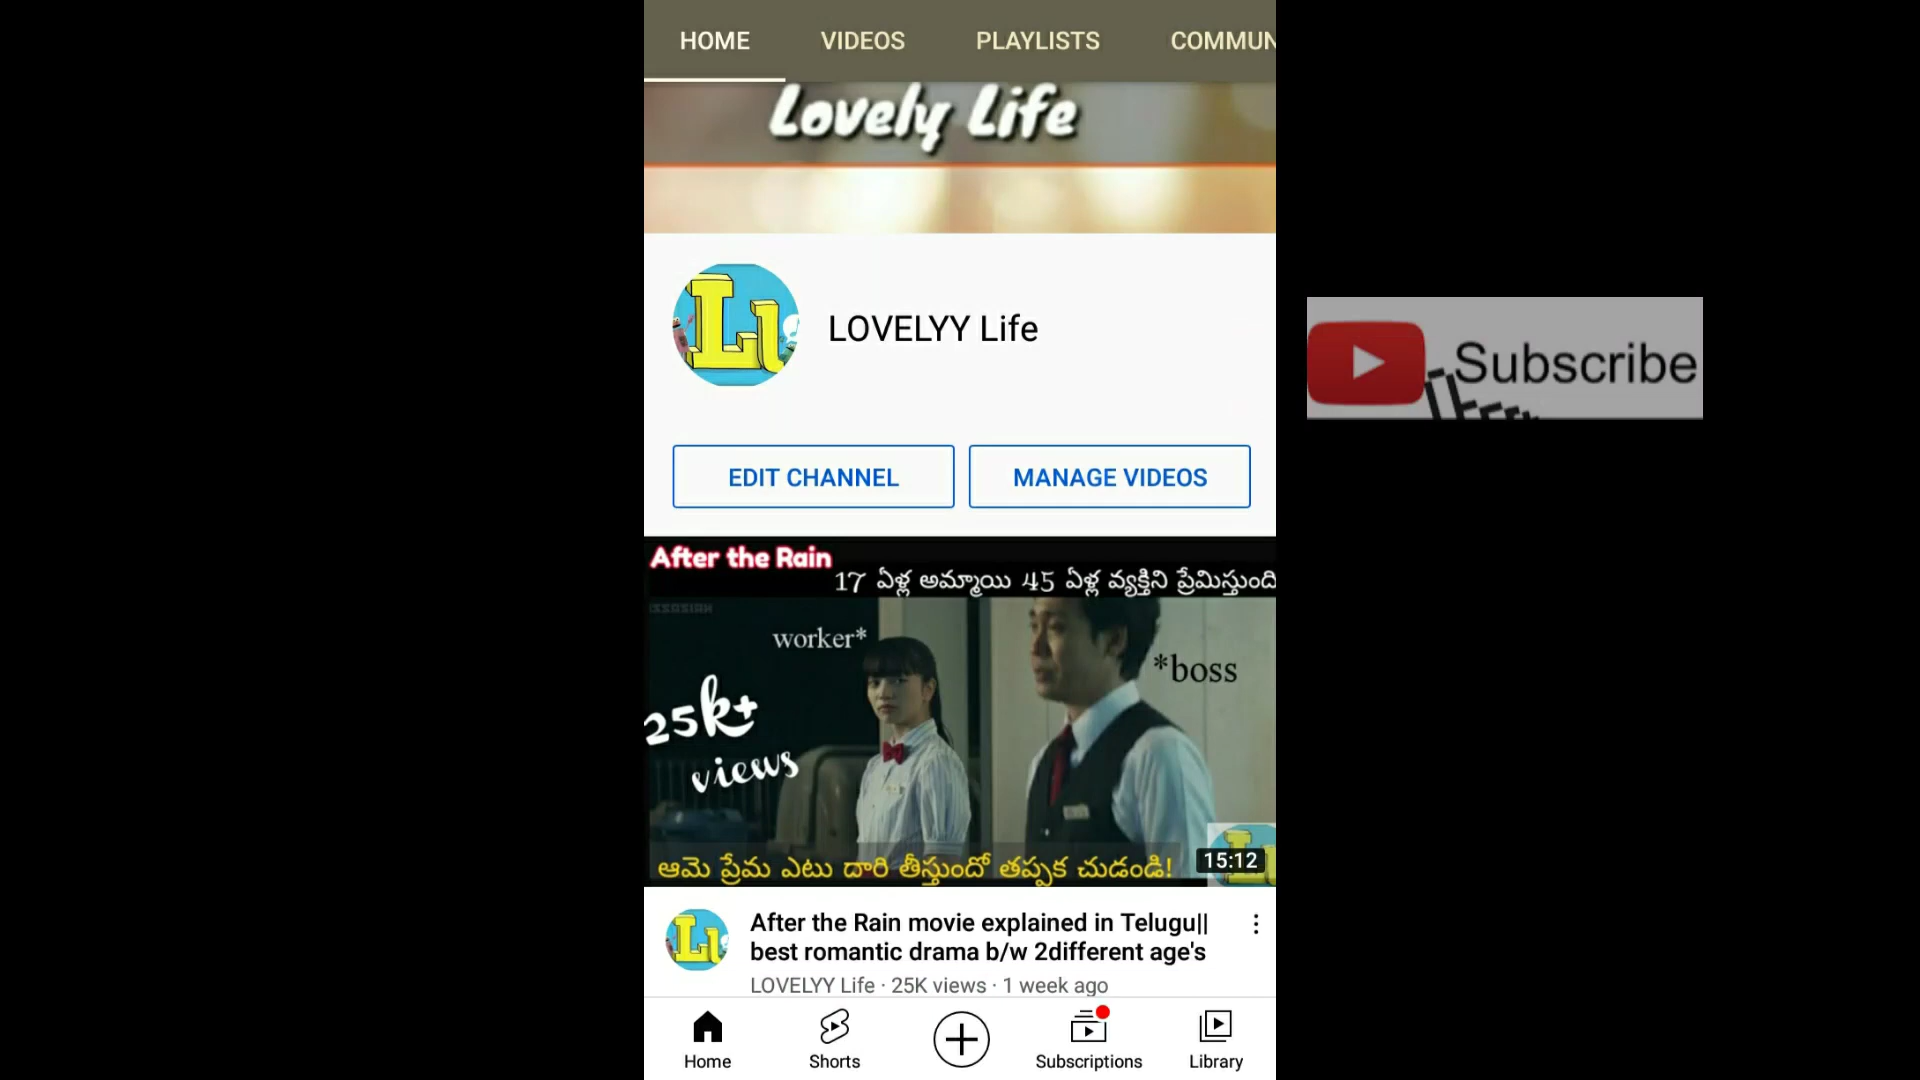 HOME VIDEOS PLAYLISTS COMMUN
Lovely Life
LOVELYY Life
Subscribe
EDIT CHANNEL MANAGE VIDEOS
After the Rain
17 ఏళ్ల అమ్మాయి 45 ఏళ్ల వ్యక్తిని ప్రేమిస్తుంది
worker*
*boss
25k+
views
ఆమె ప్రేమ ఎటు దారి తీస్తుందో తప్పక చుడండి!
15:12
After the Rain movie explained in Telugu||
best romantic drama b/w 2different age's
LOVELYY Life · 25K views · 1 week ago
Home Shorts Subscriptions Library